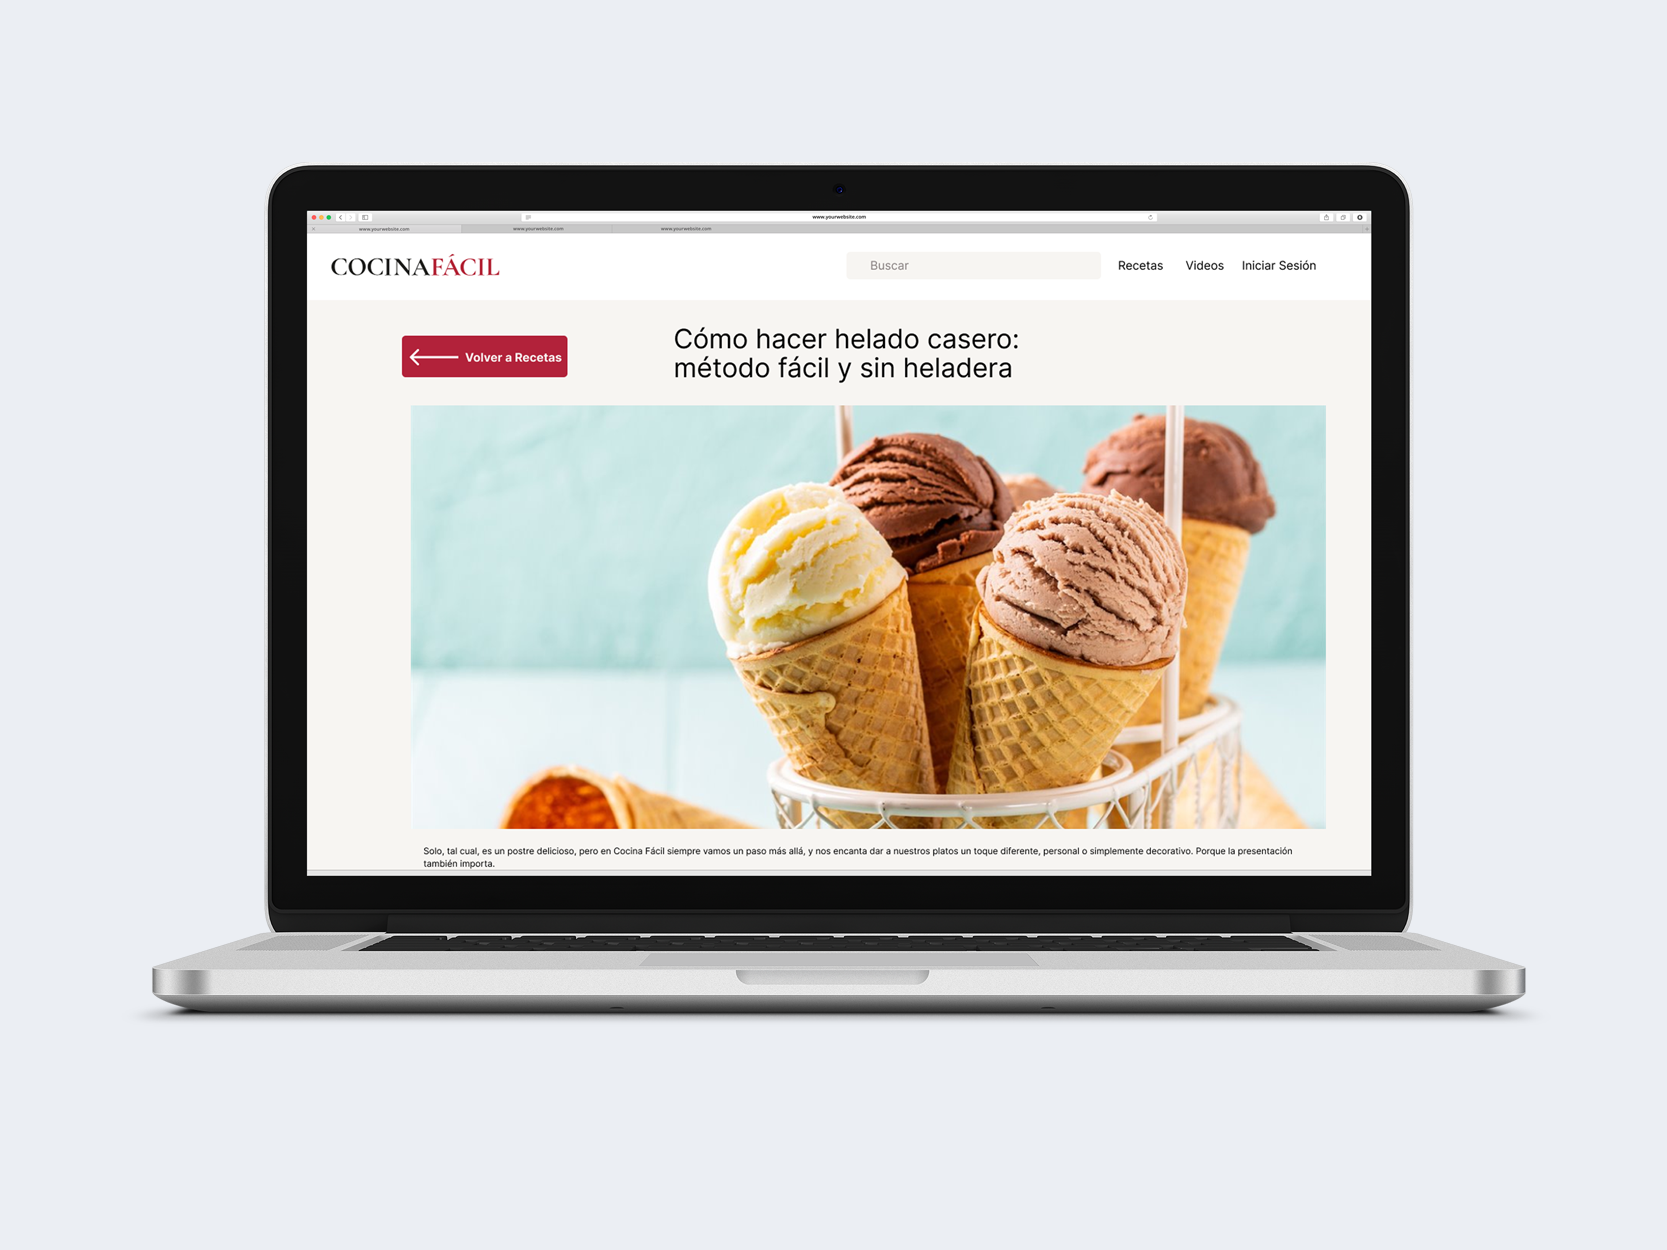 www.yourwebsite.com
www.yourwebsite.com
www.yourwebsite.com
www.yourwebsite.com
COCINAFÁCIL
Buscar
Recetas
Videos
Iniciar Sesión
Volver a Recetas
Cómo hacer helado casero:
método fácil y sin heladera
Solo, tal cual, es un postre delicioso, pero en Cocina Fácil siempre vamos un paso más allá, y nos encanta dar a nuestros platos un toque diferente, personal o simplemente decorativo. Porque la presentación
también importa.